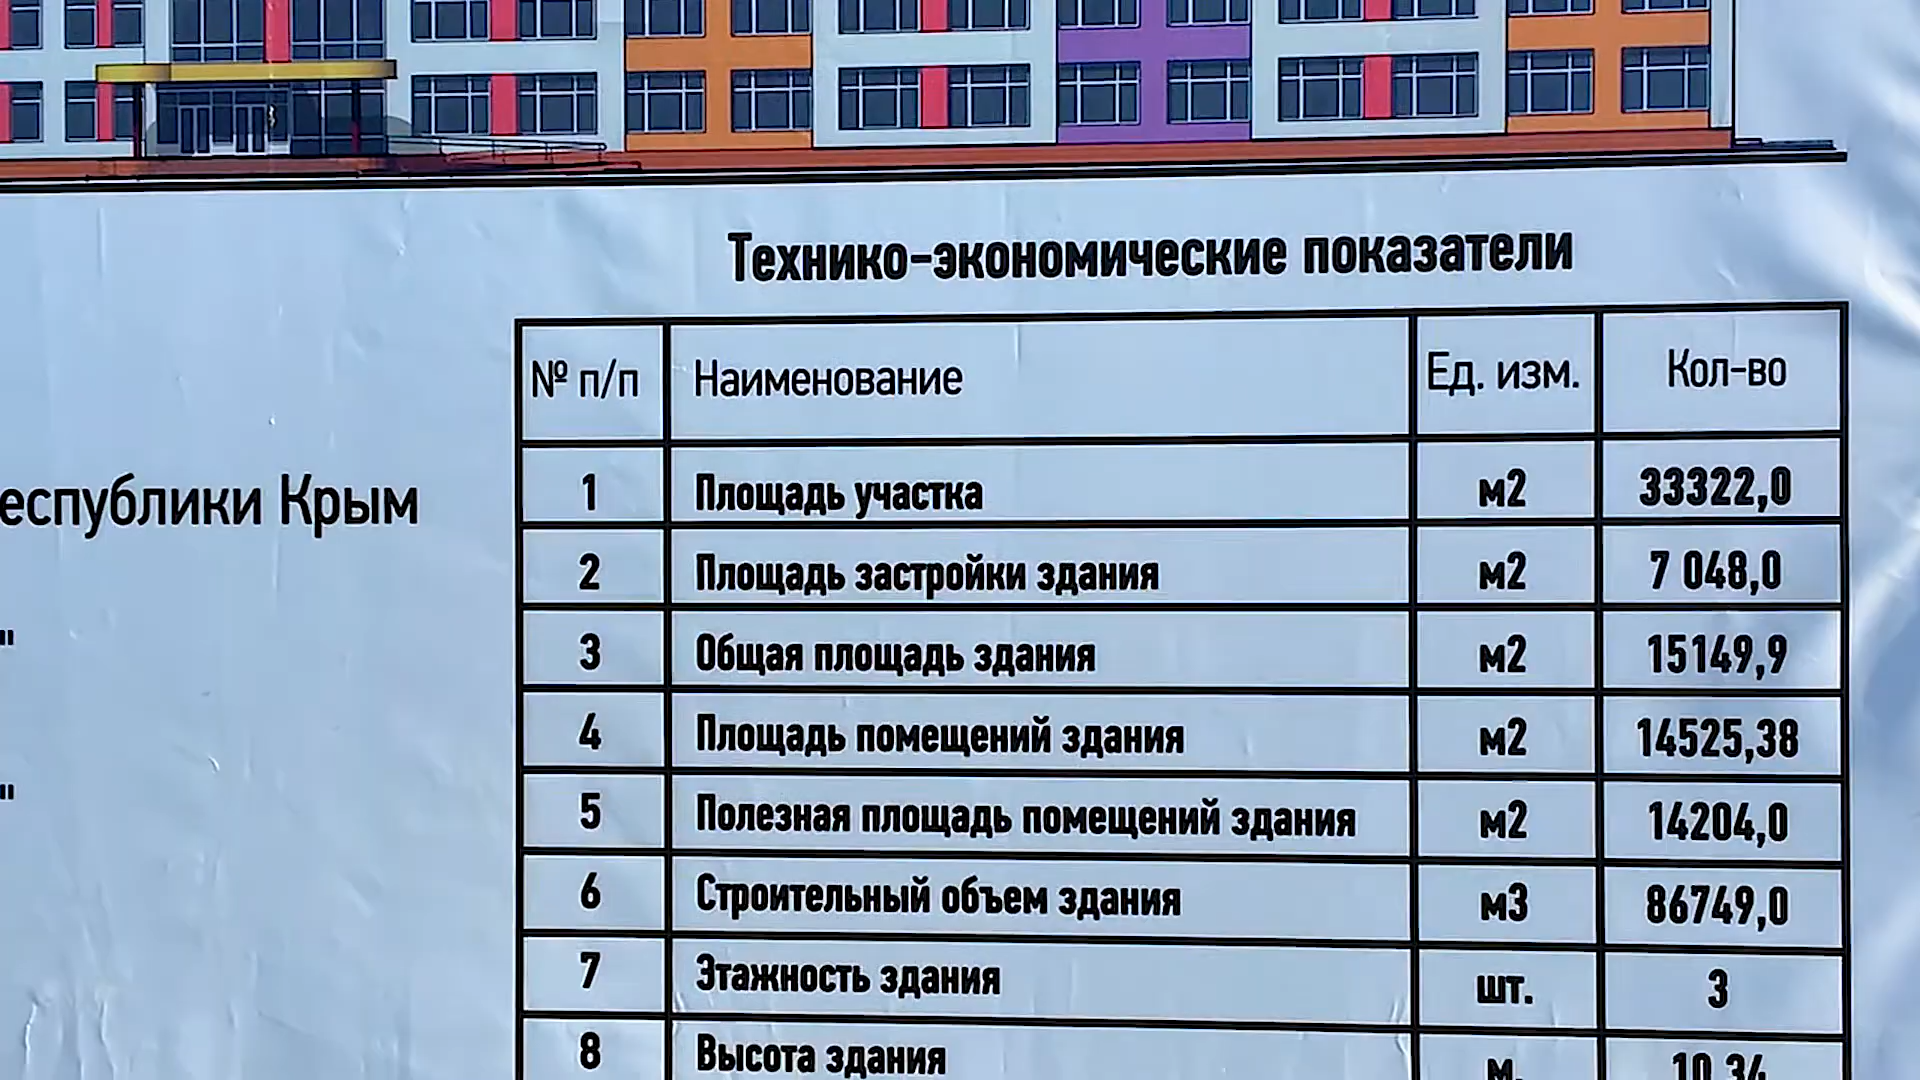 Технико-экономические показатели
№ п/п Наименование Ед. изм. Кол-во
1 Площадь участка м2 33322,0
еспублики Крым
2 Площадь застройки здания м2 7 048,0
"
3 Общая площадь здания м2 15149,9
4 Площадь помещений здания м2 14525,38
"
5 Полезная площадь помещений здания м2 14204,0
6 Строительный объем здания м3 86749,0
7 Этажность здания шт. 3
8 Высота здания м. 10,34